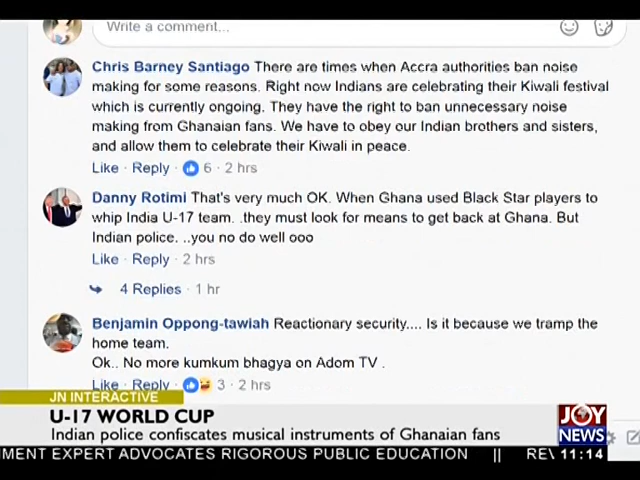 Write a comment...
Chris Barney Santiago There are times when Accra authorities ban noise
making for some reasons. Right now Indians are celebrating their Kiwali festival
which is currently ongoing. They have the right to ban unnecessary noise
making from Ghanaian fans. We have to obey our Indian brothers and sisters,
and allow them to celebrate their Kiwali in peace.
Like · Reply · 6 · 2 hrs
Danny Rotimi That's very much OK. When Ghana used Black Star players to
whip India U-17 team. .they must look for means to get back at Ghana. But
Indian police. ..you no do well ooo
Like · Reply · 2 hrs
4 Replies · 1 hr
Benjamin Oppong-tawiah Reactionary security.... Is it because we tramp the
home team.
Ok.. No more kumkum bhagya on Adom TV .
Like · Reply · 3 · 2 hrs
JN INTERACTIVE
U-17 WORLD CUP
Indian police confiscates musical instruments of Ghanaian fans
JOY
NEWS
MENT EXPERT ADVOCATES RIGOROUS PUBLIC EDUCATION || REV 11:14